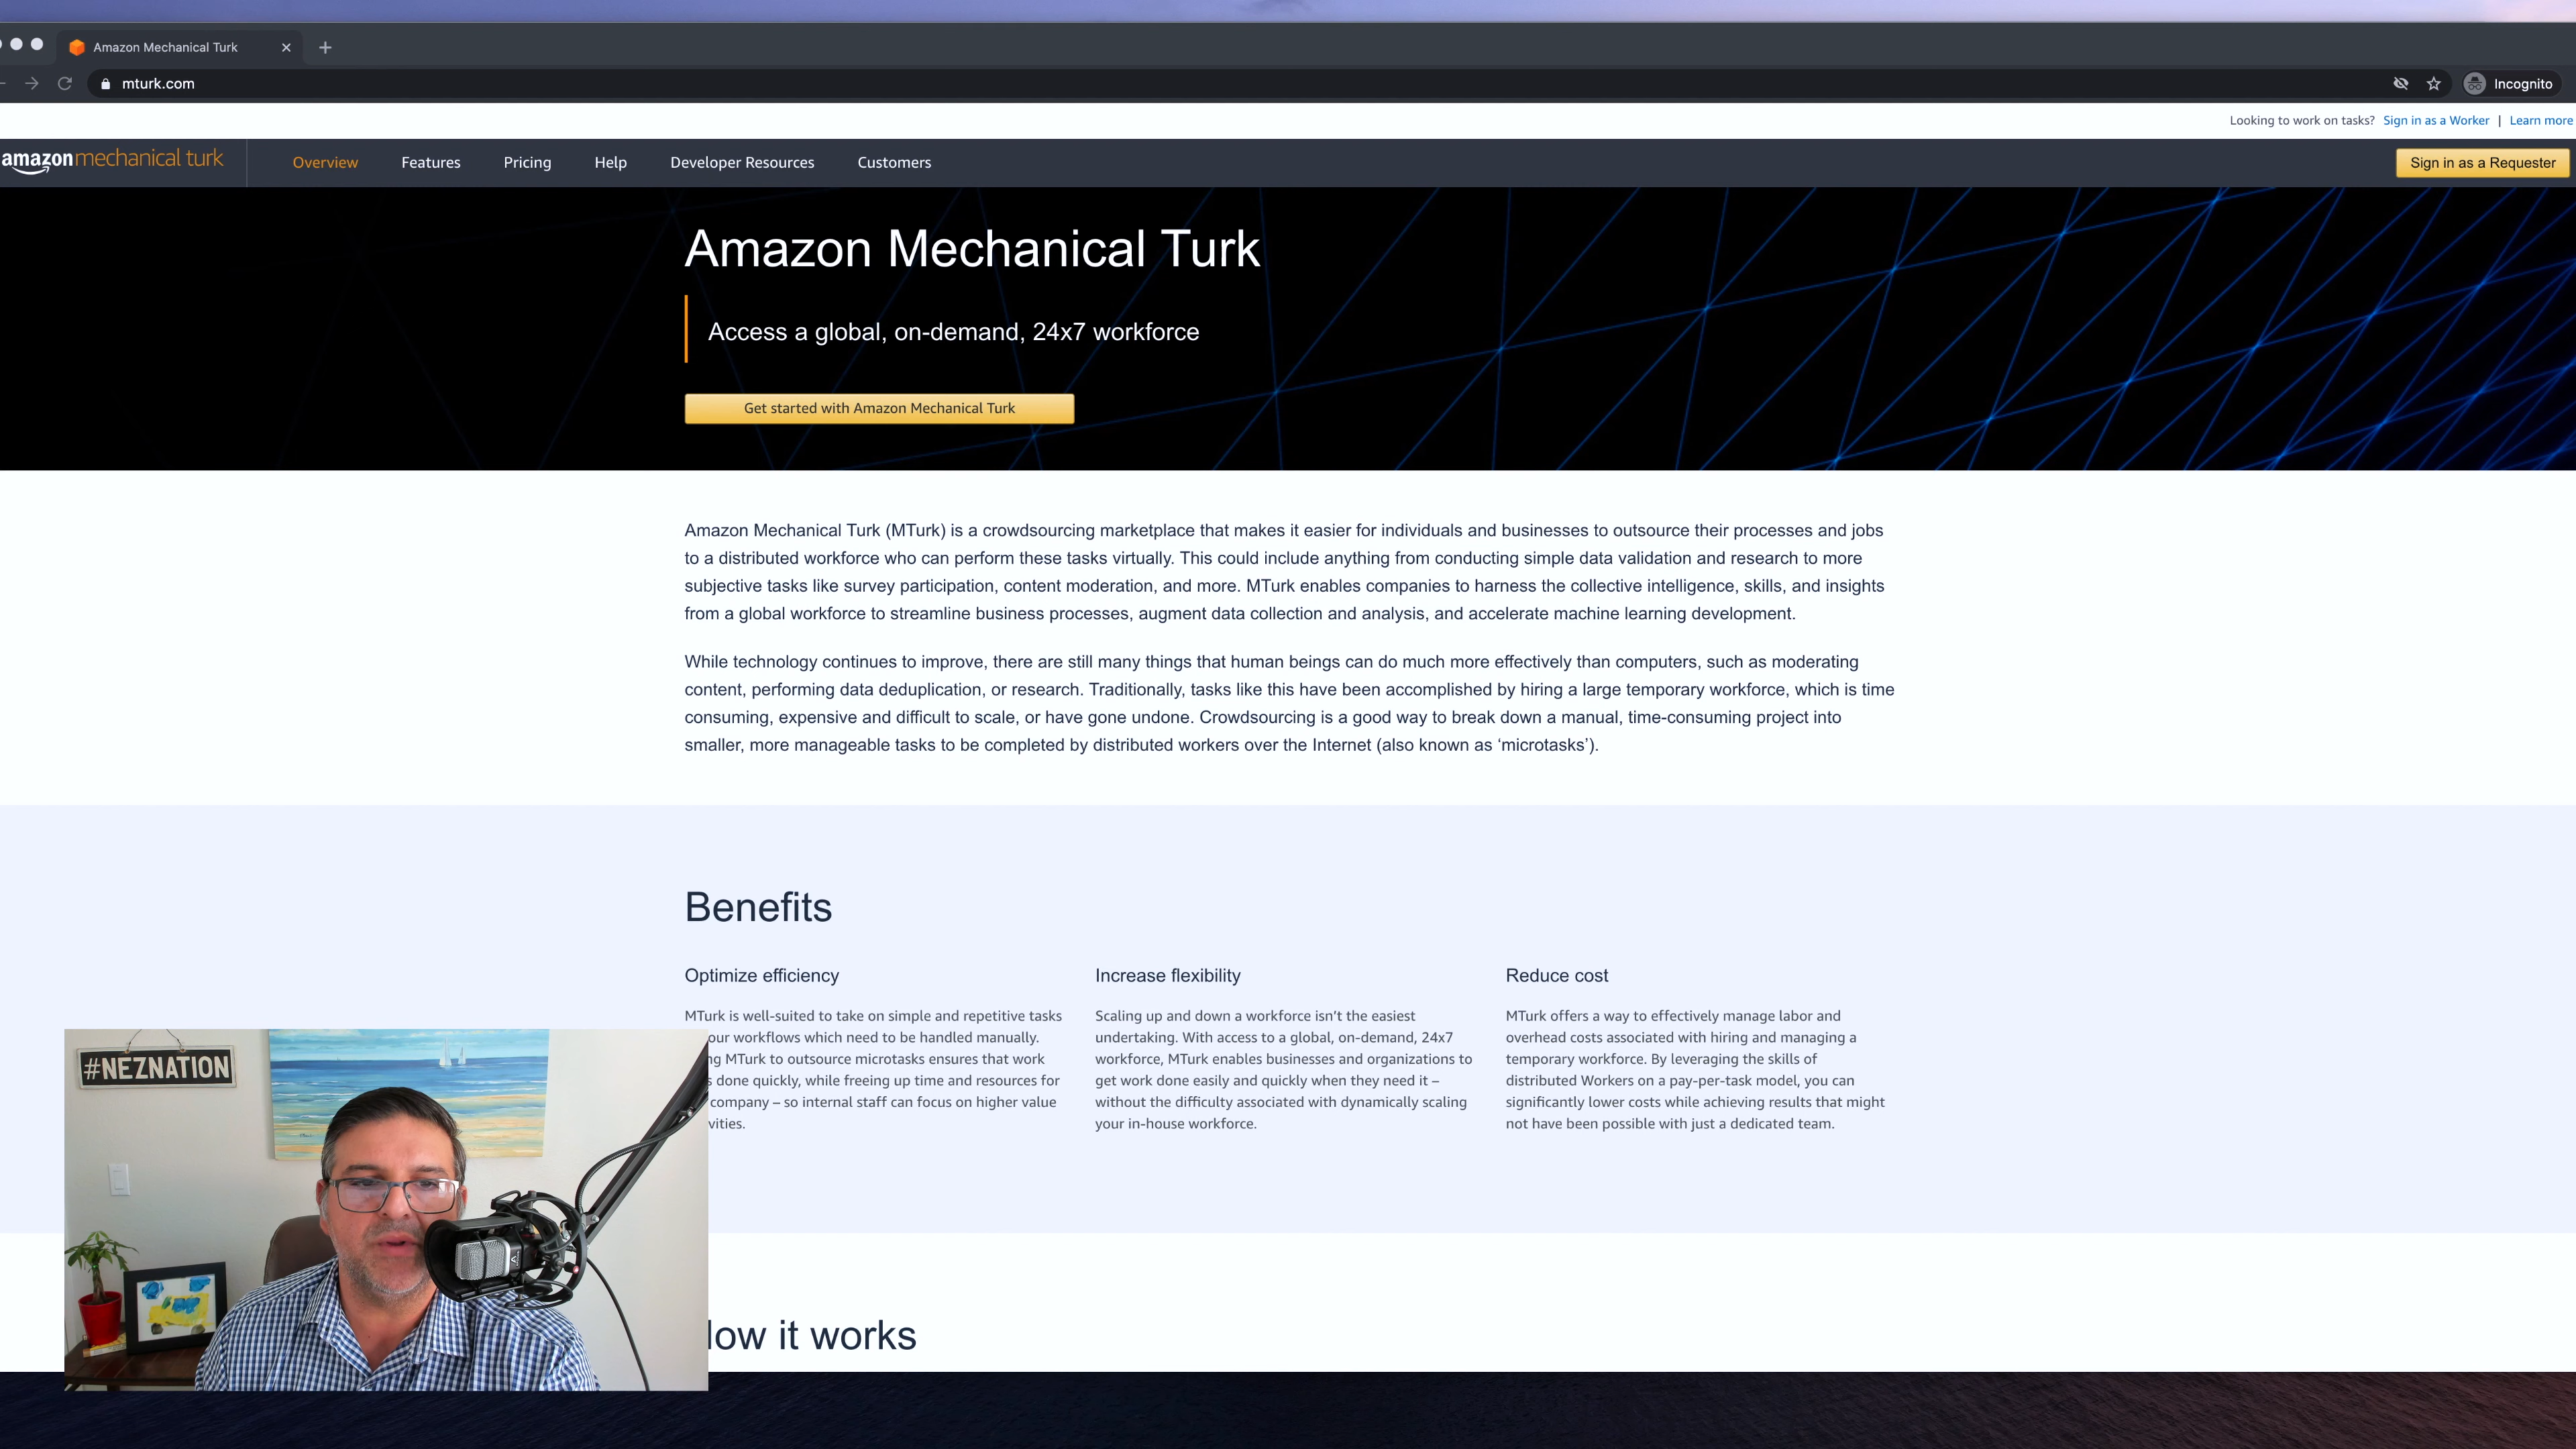 Amazon Mechanical Turk
mturk.com
Incognito
Looking to work on tasks? Sign in as a Worker | Learn more
amazon mechanical turk
Overview
Features
Pricing
Help
Developer Resources
Customers
Sign in as a Requester
Amazon Mechanical Turk
Access a global, on-demand, 24x7 workforce
Get started with Amazon Mechanical Turk
Amazon Mechanical Turk (MTurk) is a crowdsourcing marketplace that makes it easier for individuals and businesses to outsource their processes and jobs
to a distributed workforce who can perform these tasks virtually. This could include anything from conducting simple data validation and research to more
subjective tasks like survey participation, content moderation, and more. MTurk enables companies to harness the collective intelligence, skills, and insights
from a global workforce to streamline business processes, augment data collection and analysis, and accelerate machine learning development.
While technology continues to improve, there are still many things that human beings can do much more effectively than computers, such as moderating
content, performing data deduplication, or research. Traditionally, tasks like this have been accomplished by hiring a large temporary workforce, which is time
consuming, expensive and difficult to scale, or have gone undone. Crowdsourcing is a good way to break down a manual, time-consuming project into
smaller, more manageable tasks to be completed by distributed workers over the Internet (also known as ‘microtasks’).
Benefits
Optimize efficiency
MTurk is well-suited to take on simple and repetitive tasks
our workflows which need to be handled manually.
MTurk to outsource microtasks ensures that work
done quickly, while freeing up time and resources for
company – so internal staff can focus on higher value
Increase flexibility
Scaling up and down a workforce isn’t the easiest
undertaking. With access to a global, on-demand, 24x7
workforce, MTurk enables businesses and organizations to
get work done easily and quickly when they need it –
without the difficulty associated with dynamically scaling
your in-house workforce.
Reduce cost
MTurk offers a way to effectively manage labor and
overhead costs associated with hiring and managing a
temporary workforce. By leveraging the skills of
distributed Workers on a pay-per-task model, you can
significantly lower costs while achieving results that might
not have been possible with just a dedicated team.
#NEZNATION
it works